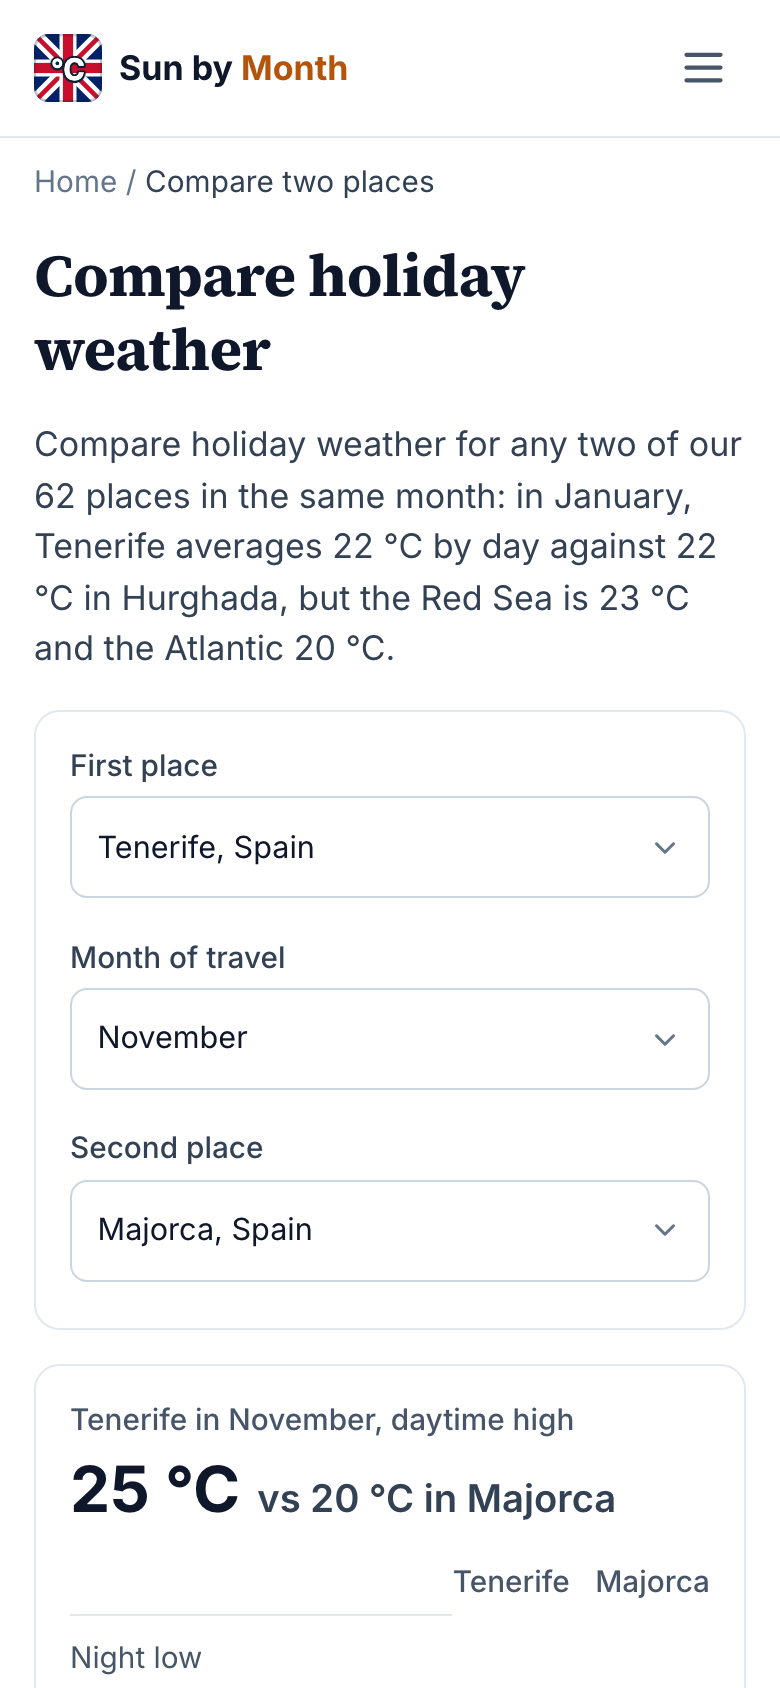 °C
Sun by Month
Home / Compare two places
Compare holiday
weather
Compare holiday weather for any two of our
62 places in the same month: in January,
Tenerife averages 22 °C by day against 22
°C in Hurghada, but the Red Sea is 23 °C
and the Atlantic 20 °C.
First place
Tenerife, Spain
Month of travel
November
Second place
Majorca, Spain
Tenerife in November, daytime high
25 °C vs 20 °C in Majorca
Tenerife Majorca
Night low